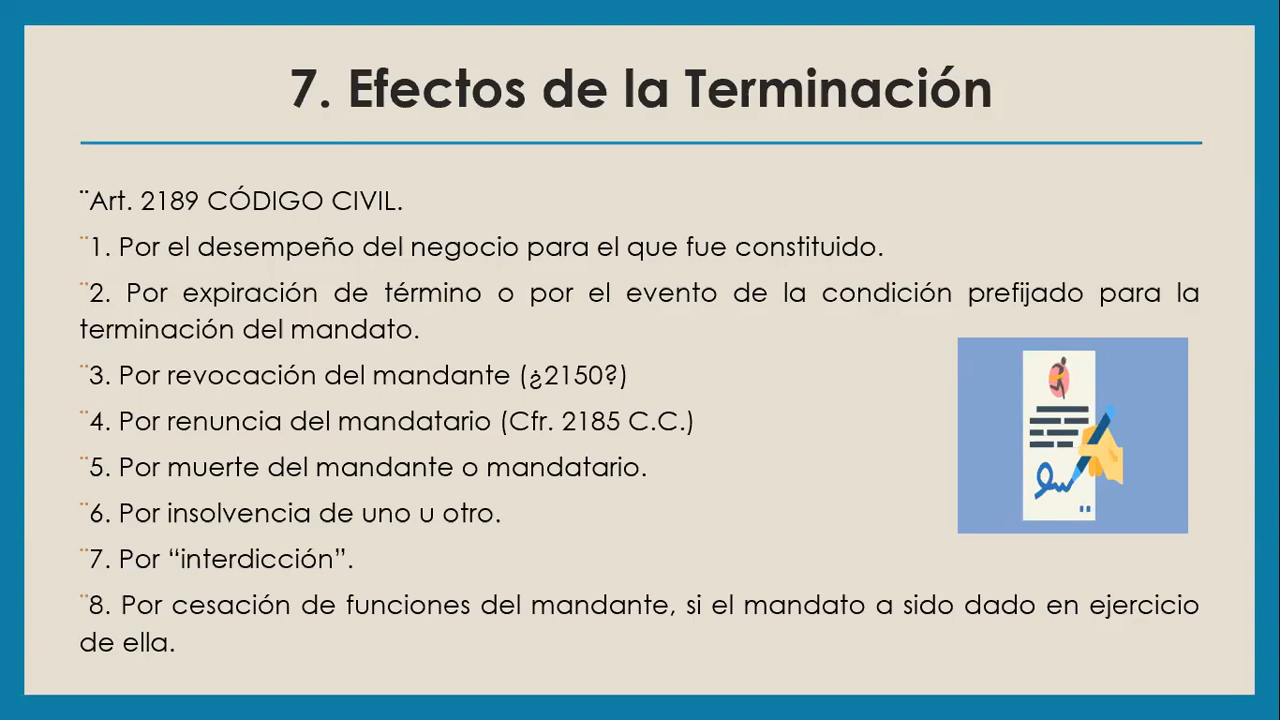 7. Efectos de la Terminación
¨Art. 2189 CÓDIGO CIVIL.
¨1. Por el desempeño del negocio para el que fue constituido.
¨2. Por expiración de término o por el evento de la condición prefijado para la
terminación del mandato.
¨3. Por revocación del mandante (¿2150?)
¨4. Por renuncia del mandatario (Cfr. 2185 C.C.)
¨5. Por muerte del mandante o mandatario.
¨6. Por insolvencia de uno u otro.
¨7. Por “interdicción”.
¨8. Por cesación de funciones del mandante, si el mandato a sido dado en ejercicio
de ella.